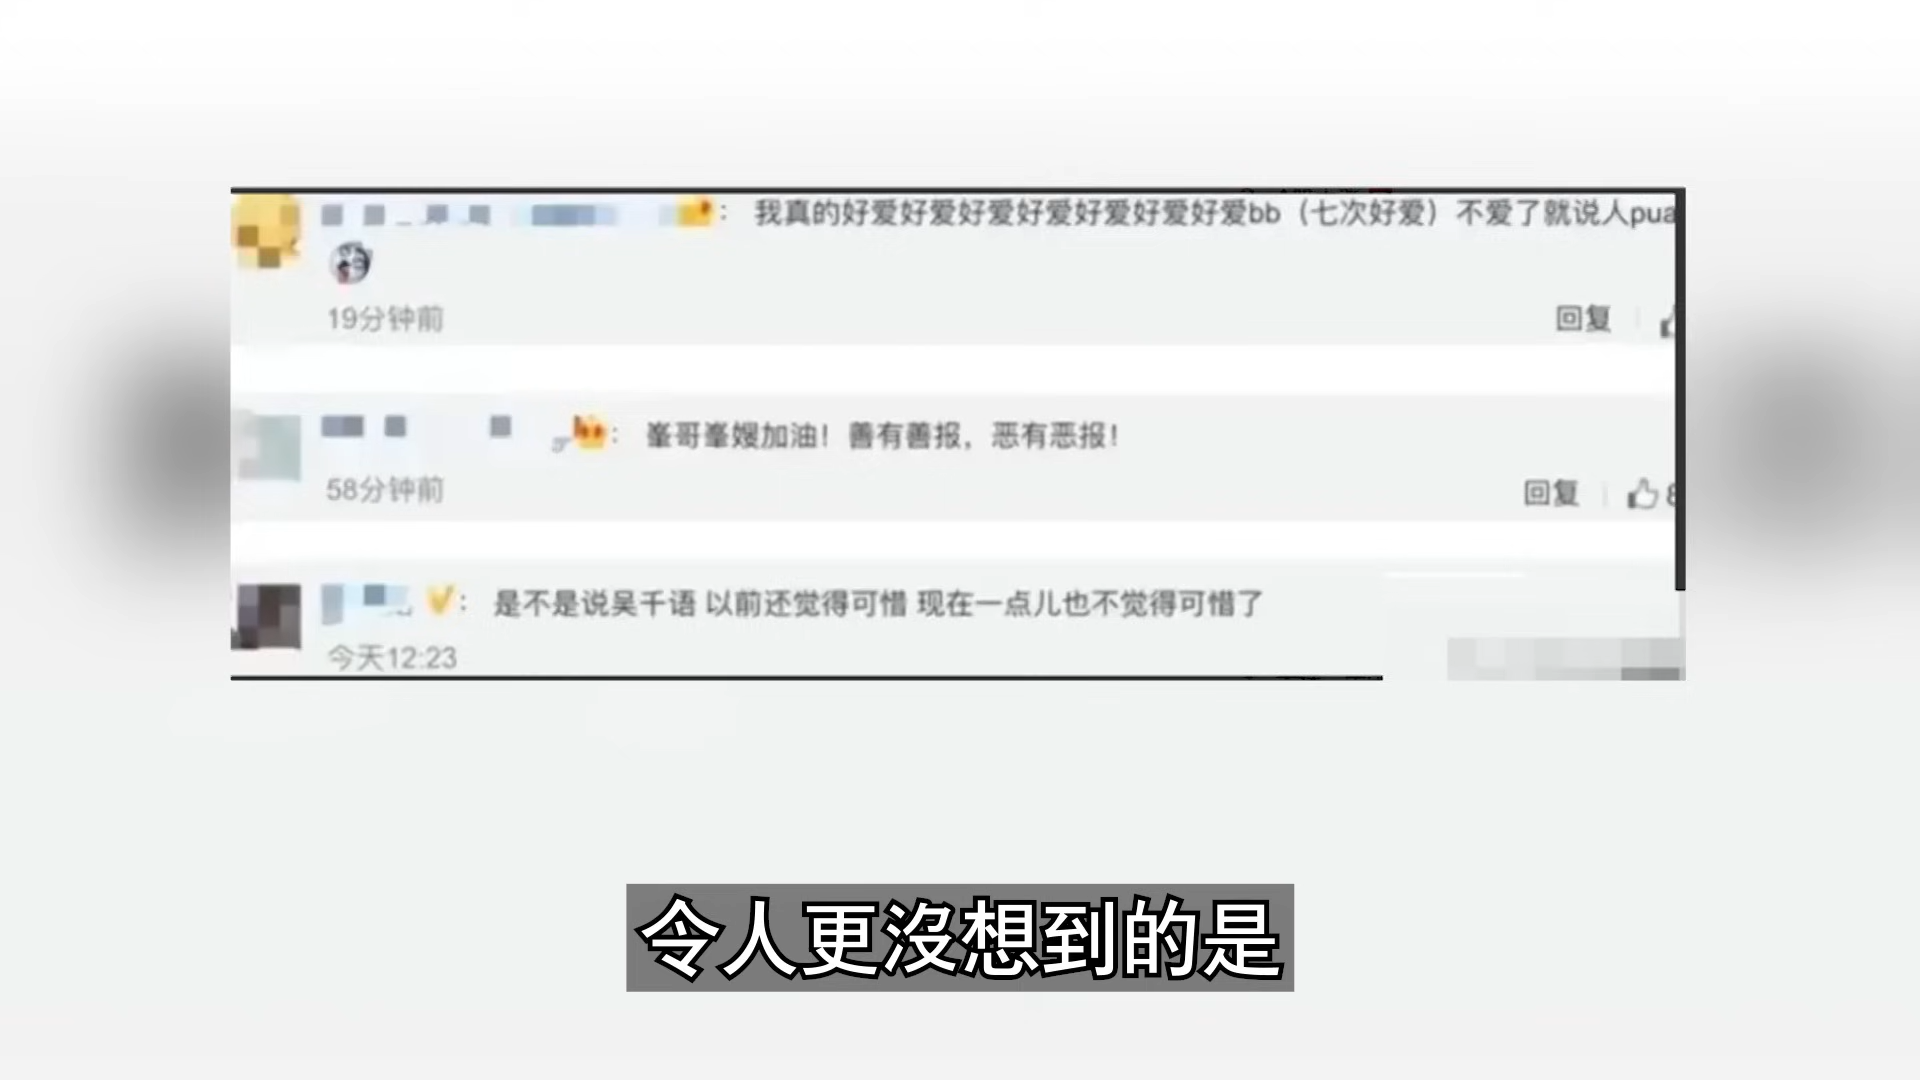 : 我真的好爱好爱好爱好爱好爱好爱好爱bb（七次好爱）不爱了就说人pua
19分钟前
回复
: 峯哥峯嫂加油！善有善报，恶有恶报！
58分钟前
回复 8
: 是不是说吴千语 以前还觉得可惜 现在一点儿也不觉得可惜了
今天12:23
令人更沒想到的是